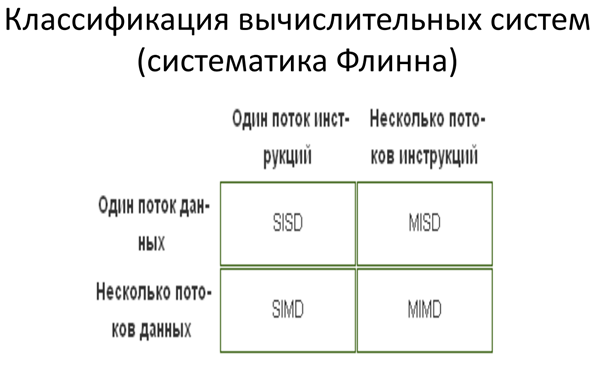 Классификация вычислительных систем
(систематика Флинна)
Один поток инст-
рукций
Несколько пото-
ков инструкций
Один поток дан-
ных
SISD
MISD
Несколько пото-
ков данных
SIMD
MIMD